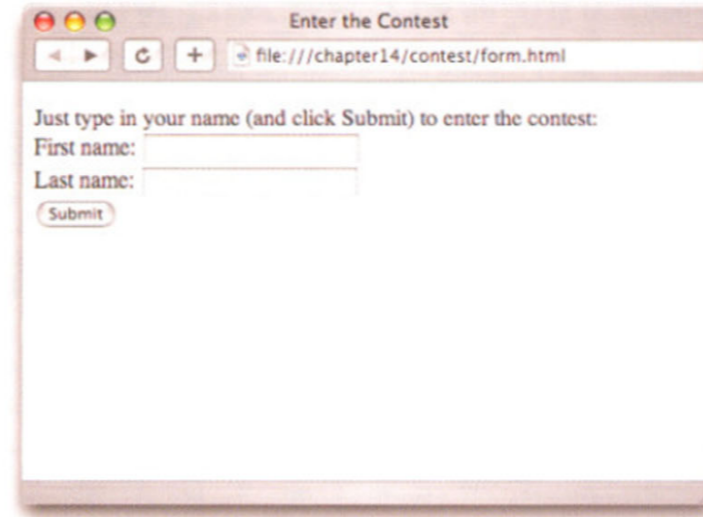 Enter the Contest
file:///chapter14/contest/form.html
Just type in your name (and click Submit) to enter the contest:
First name:
Last name:
Submit